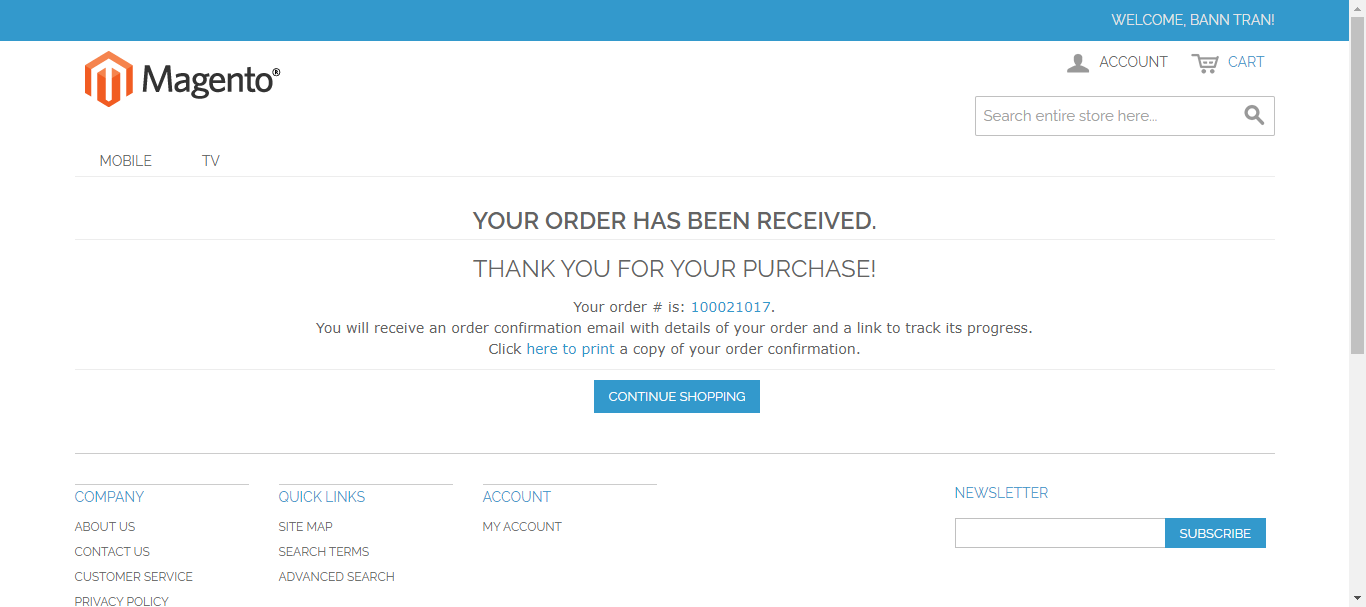 WELCOME, BANN TRAN!
Magento®
ACCOUNT
CART
Search entire store here...
MOBILE
TV
YOUR ORDER HAS BEEN RECEIVED.
THANK YOU FOR YOUR PURCHASE!
Your order # is: 100021017.
You will receive an order confirmation email with details of your order and a link to track its progress.
Click here to print a copy of your order confirmation.
CONTINUE SHOPPING
COMPANY
ABOUT US
CONTACT US
CUSTOMER SERVICE
PRIVACY POLICY
QUICK LINKS
SITE MAP
SEARCH TERMS
ADVANCED SEARCH
ACCOUNT
MY ACCOUNT
NEWSLETTER
SUBSCRIBE